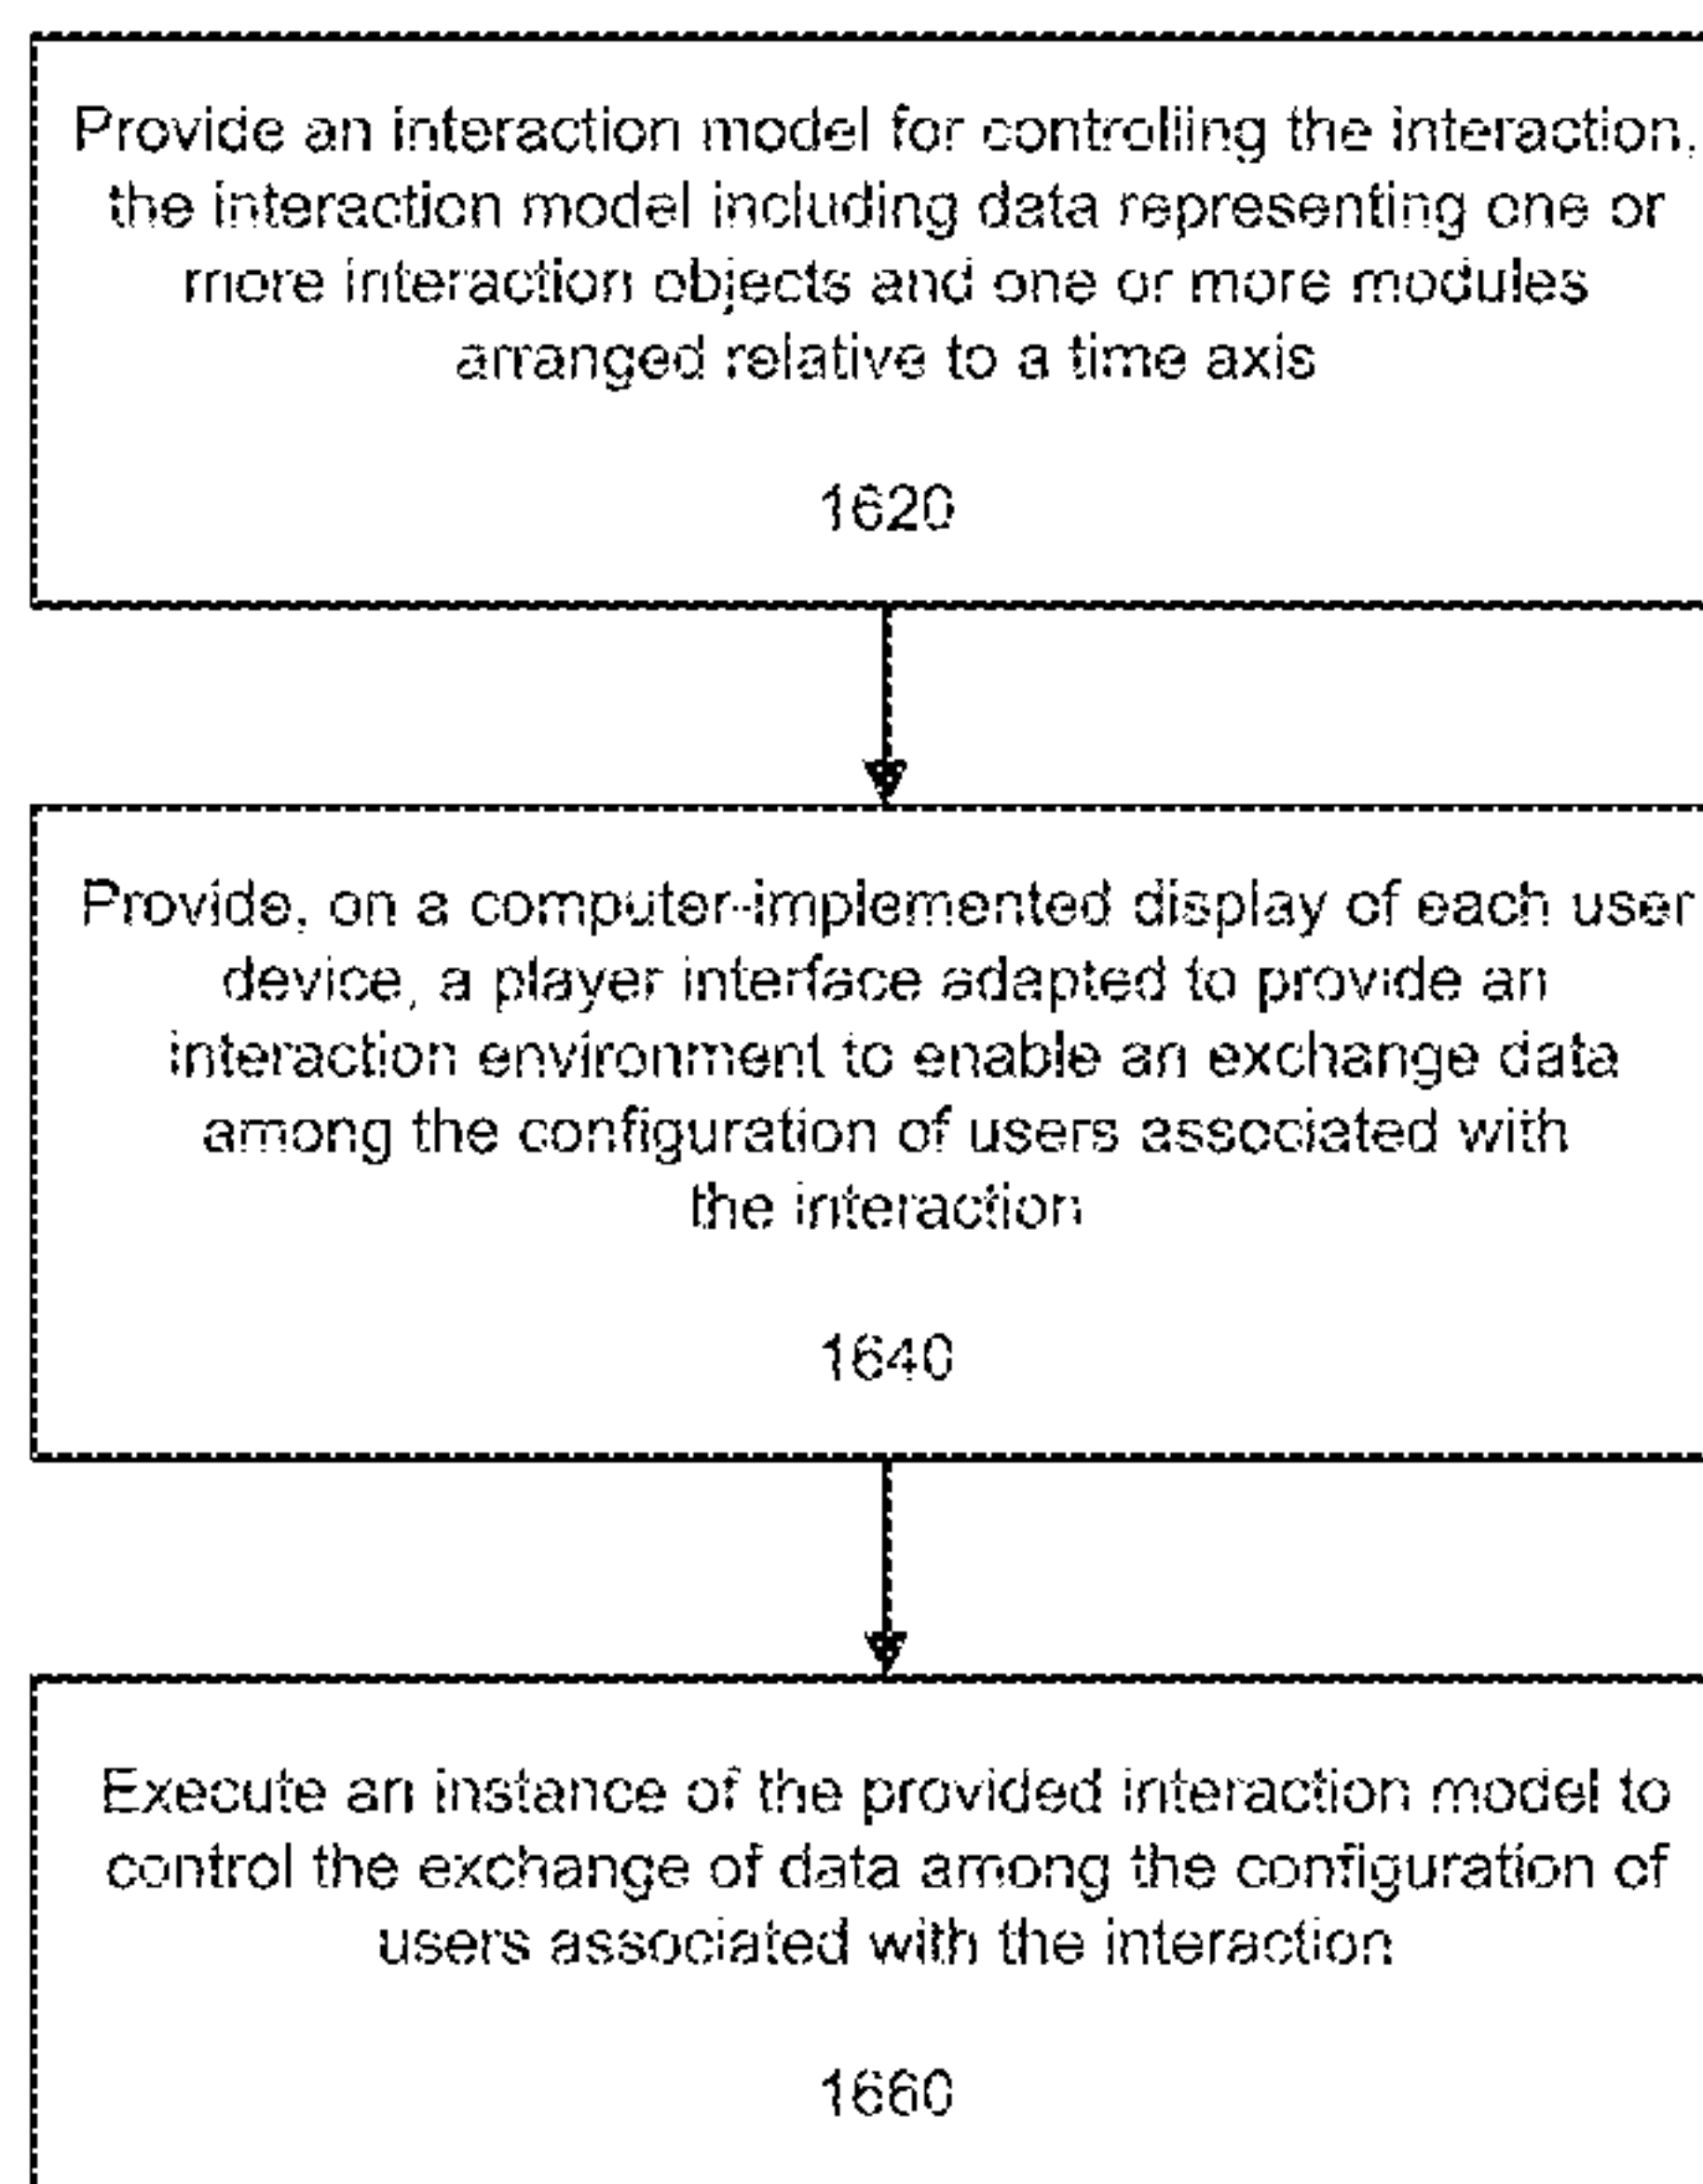 Provide an interaction model for controlling the interaction,
the interaction model including data representing one or
more interaction objects and one or more modules
arranged relative to a time axis
1620
Provide, on a computer-implemented display of each user
device, a player interface adapted to provide an
interaction environment to enable an exchange data
among the configuration of users associated with
the interaction
1640
Execute an instance of the provided interaction model to
control the exchange of data among the configuration of
users associated with the interaction
1660